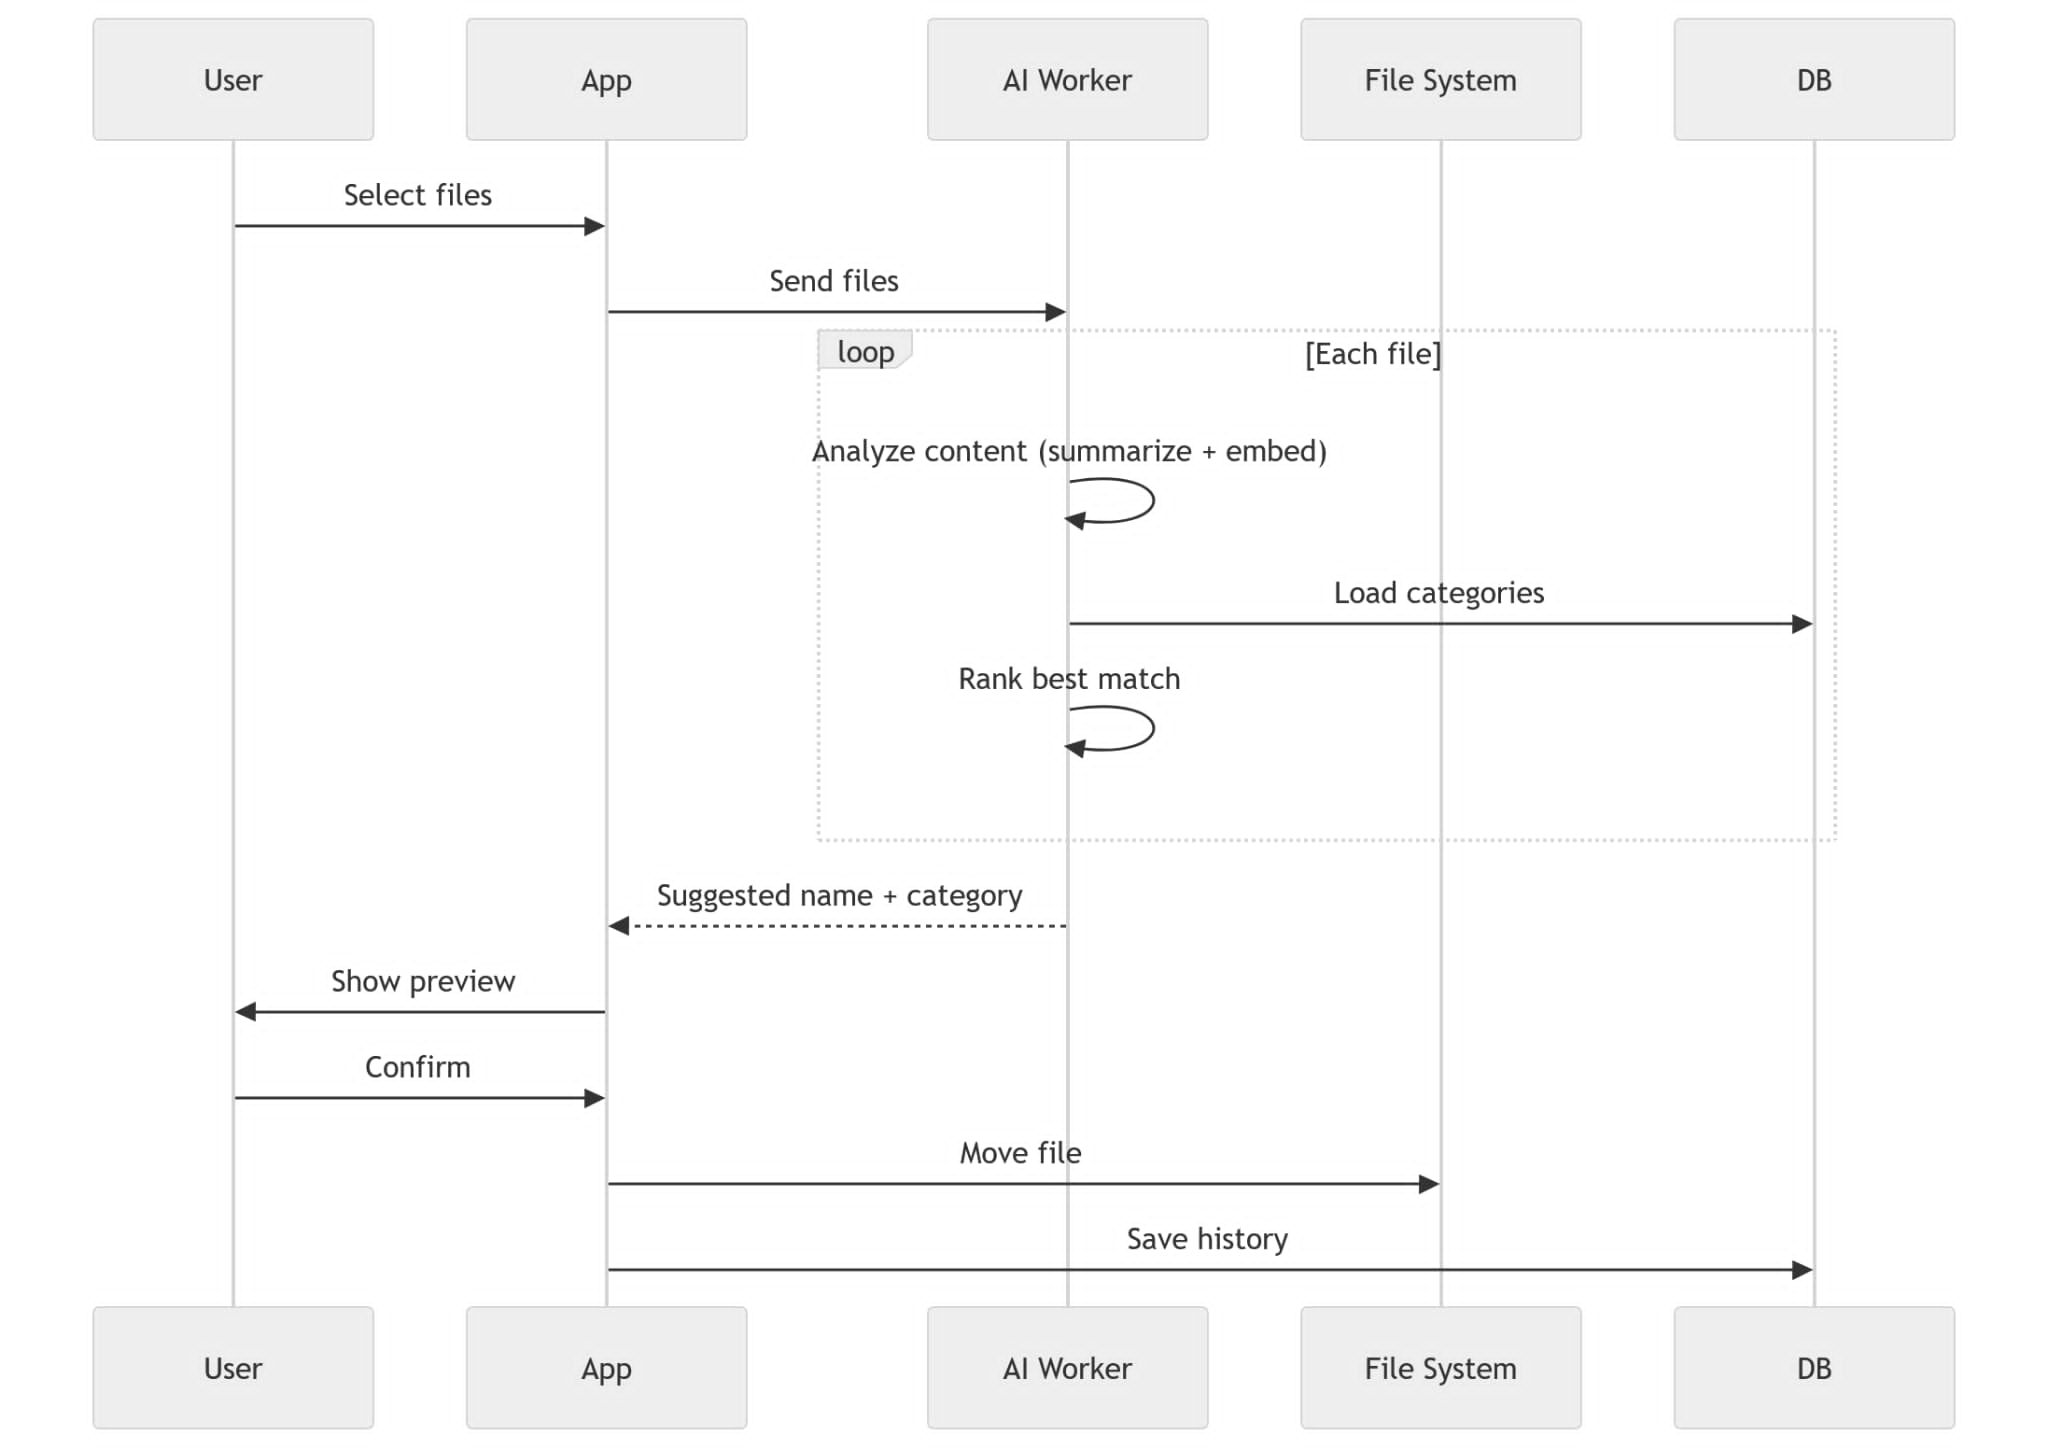 User
App
AI Worker
File System
DB
Select files
Send files
loop
[Each file]
Analyze content (summarize + embed)
Load categories
Rank best match
Suggested name + category
Show preview
Confirm
Move file
Save history
User
App
AI Worker
File System
DB